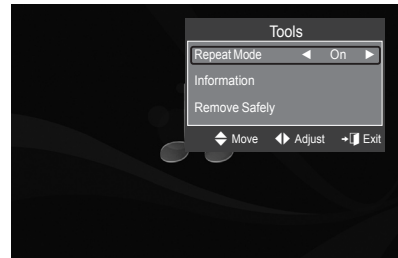 Tools
Repeat Mode ◄ On ►
Information
Remove Safely
Move Adjust Exit